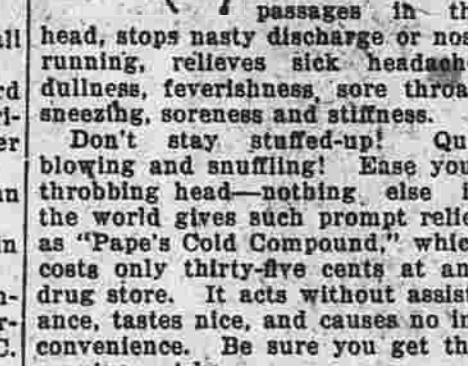 passages in th
head, stops nasty discharge or nos
running, relieves sick headach
dullness, feverishness, sore throa
sneezing, soreness and stiffness.
Don't stay stuffed-up! Qu
blowing and snuffling! Ease you
throbbing head—nothing else i
the world gives such prompt relie
as "Pape's Cold Compound," whic
costs only thirty-five cents at an
drug store. It acts without assist
ance, tastes nice, and causes no in
convenience. Be sure you get th